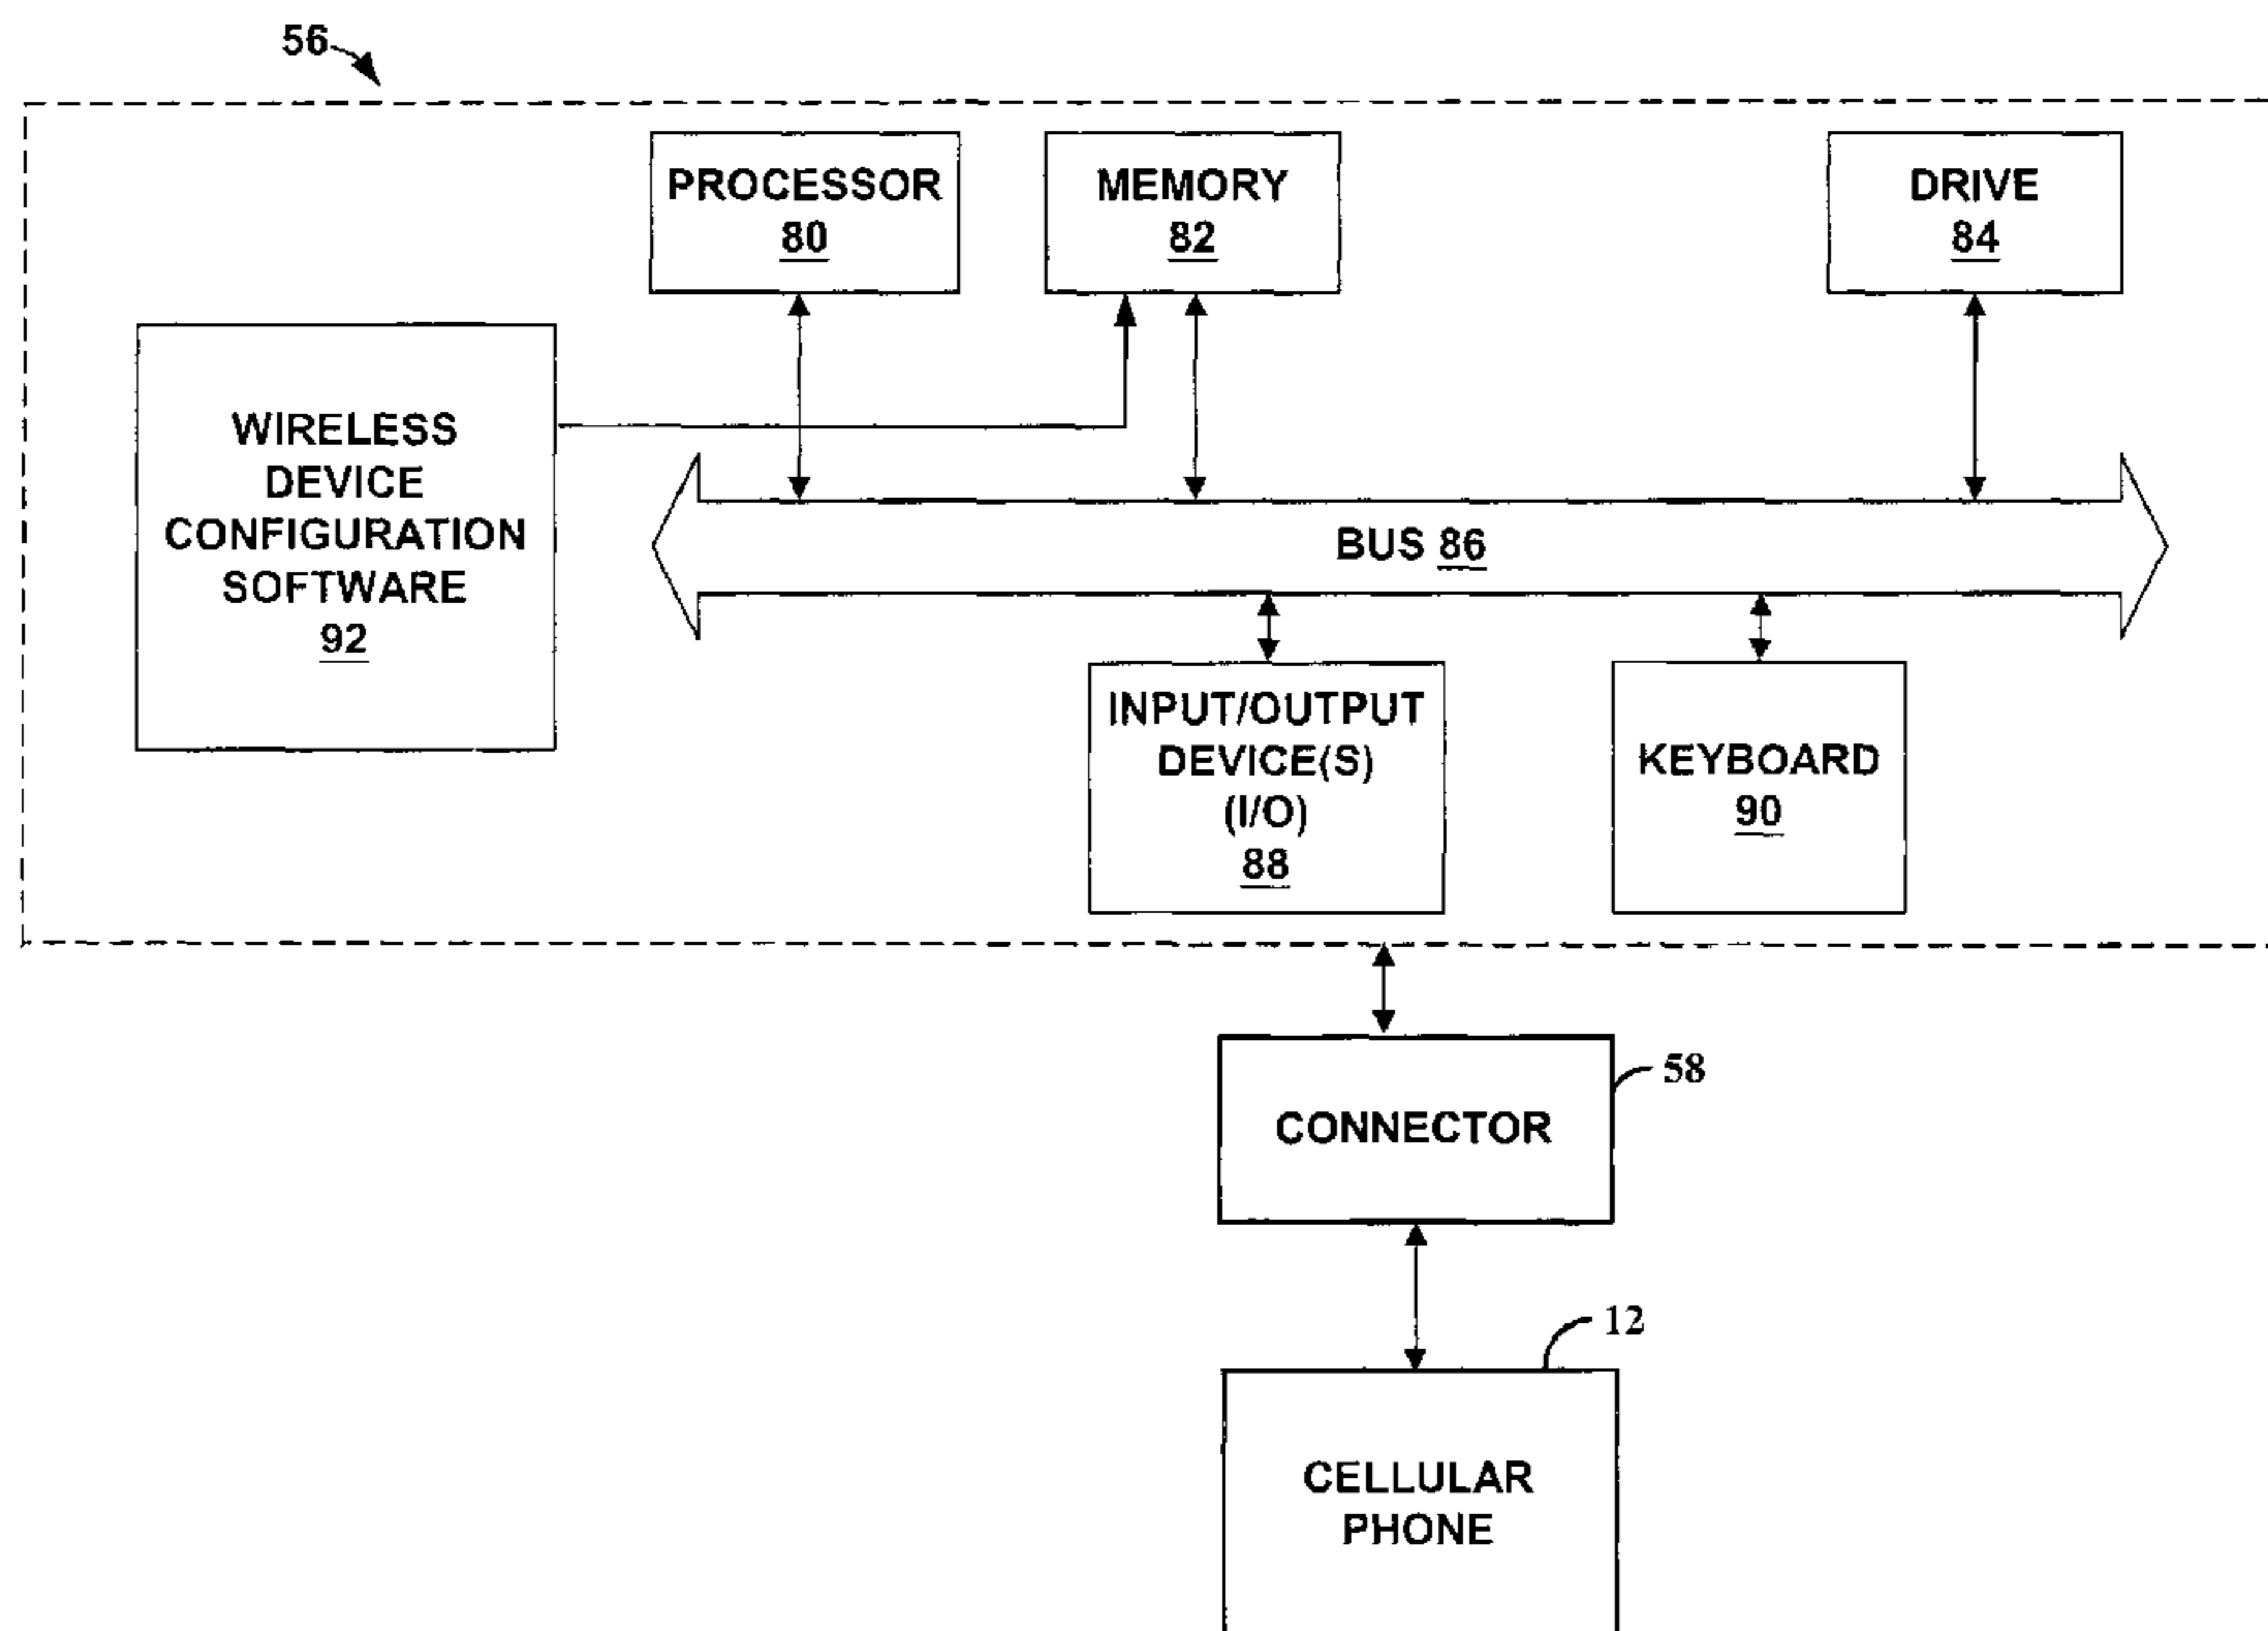 56
PROCESSOR
80
MEMORY
82
DRIVE
84
WIRELESS
DEVICE
CONFIGURATION
SOFTWARE
92
BUS 86
INPUT/OUTPUT
DEVICE(S)
(I/O)
88
KEYBOARD
90
CONNECTOR
58
12
CELLULAR
PHONE